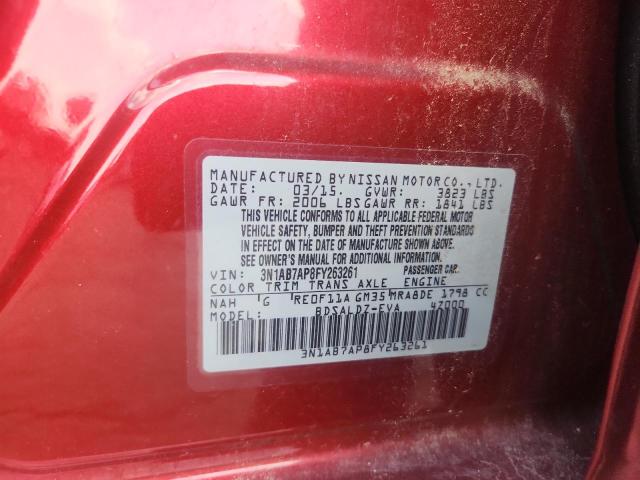 MANUFACTURED BY NISSAN MOTOR CO., LTD.
DATE: 03/15. GVWR: 3823 LBS
GAWR FR: 2006 LBS GAWR RR: 1841 LBS
THIS VEHICLE CONFORMS TO ALL APPLICABLE FEDERAL MOTOR
VEHICLE SAFETY, BUMPER AND THEFT PREVENTION STANDARDS
IN EFFECT ON THE DATE OF MANUFACTURE SHOWN ABOVE.
SEE OWNER'S MANUAL FOR ADDITIONAL INFORMATION
VIN: 3N1AB7AP8FY263261 PASSENGER CAR
COLOR TRIM TRANS AXLE ENGINE
NAH G RE0F11A GM35 MRA8DE 1798 CC
MODEL: BDSALDZ-EVA 4Z000
3N1AB7AP8FY263261